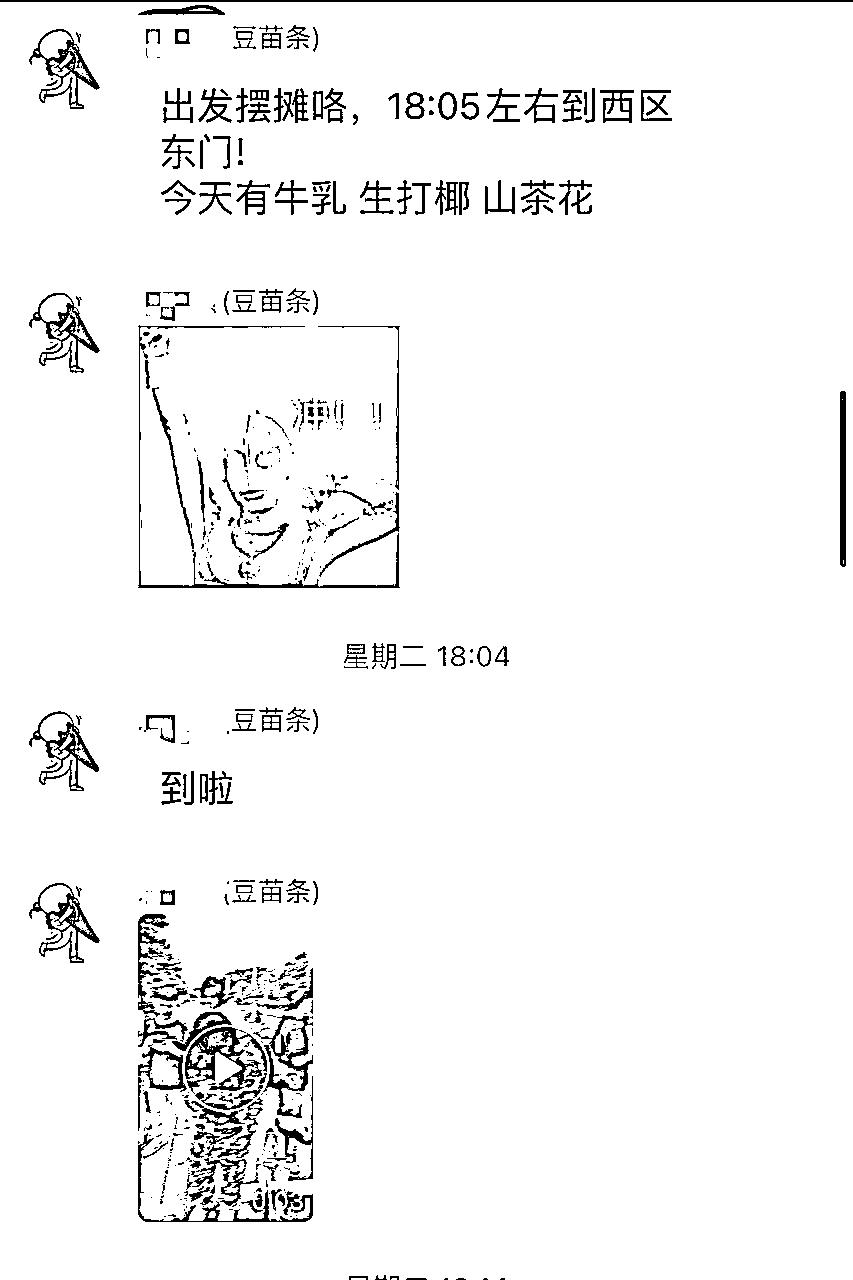 豆苗条)
出发摆摊咯，18:05左右到西区
东门!
今天有牛乳 生打椰 山茶花
(豆苗条)
冲! !!
星期二 18:04
豆苗条)
到啦
(豆苗条)